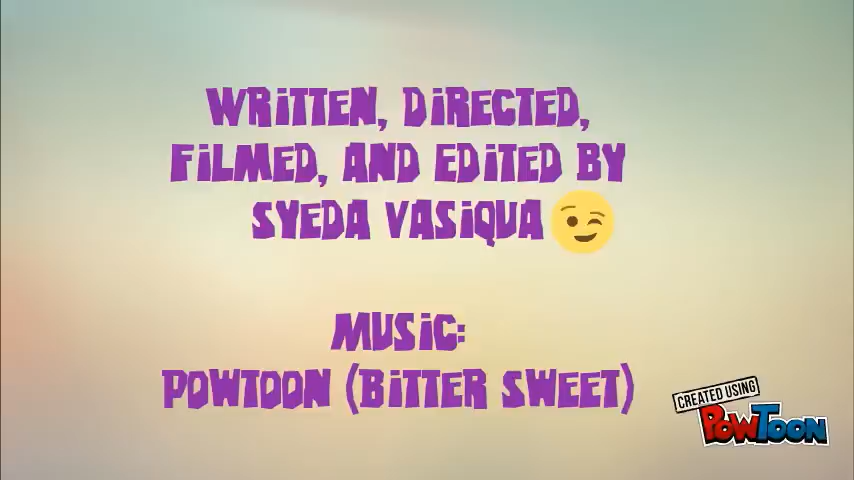 WRiTTEN, DiRECTED,
FiLMED, AND EDiTED BY
SYEDA VASiQUA😉
MUSiC:
POWTOON (BiTTER SWEET)
CREATED USING
POWTOON